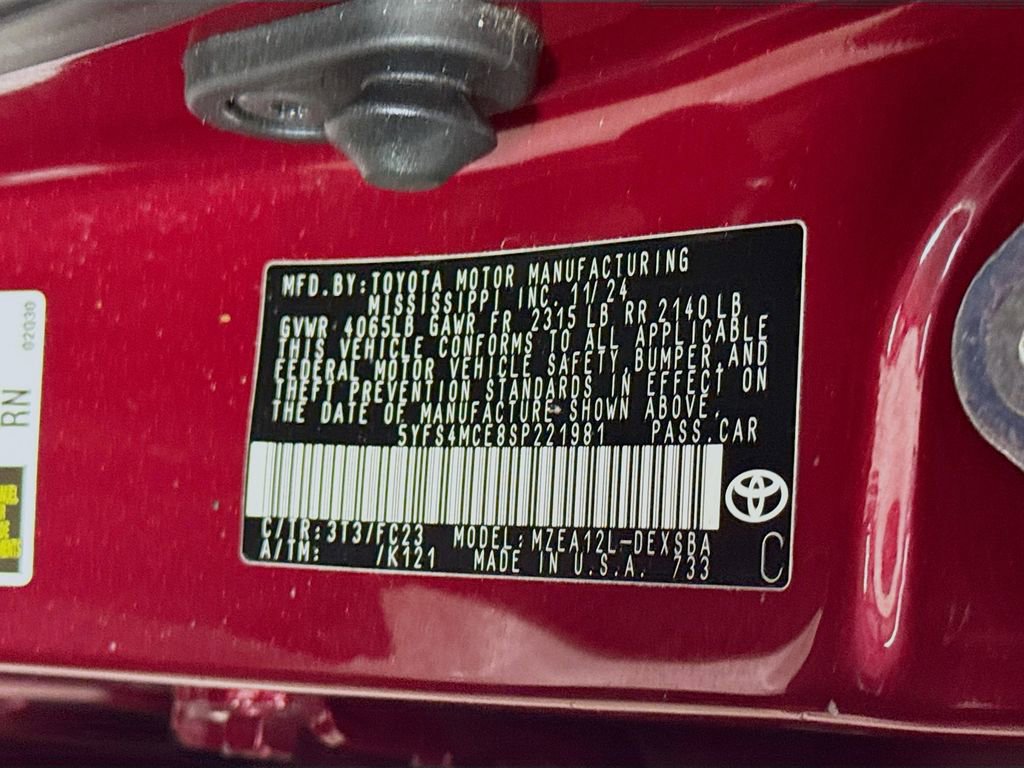 MFD.BY:TOYOTA MOTOR MANUFACTURING
MISSISSIPPI INC. 11/24
GVWR 4065LB GAWR FR 2315 LB RR 2140 LB
THIS VEHICLE CONFORMS TO ALL APPLICABLE
FEDERAL MOTOR VEHICLE SAFETY,BUMPER,AND
THEFT PREVENTION STANDARDS IN EFFECT ON
THE DATE OF MANUFACTURE SHOWN ABOVE.
5YFS4MCE8SP221981 PASS.CAR
C/TR:3T37/FC23 MODEL:MZEA12L-DEXSBA
A/TM: /K121 MADE IN U.S.A. 733
C
RN
02030